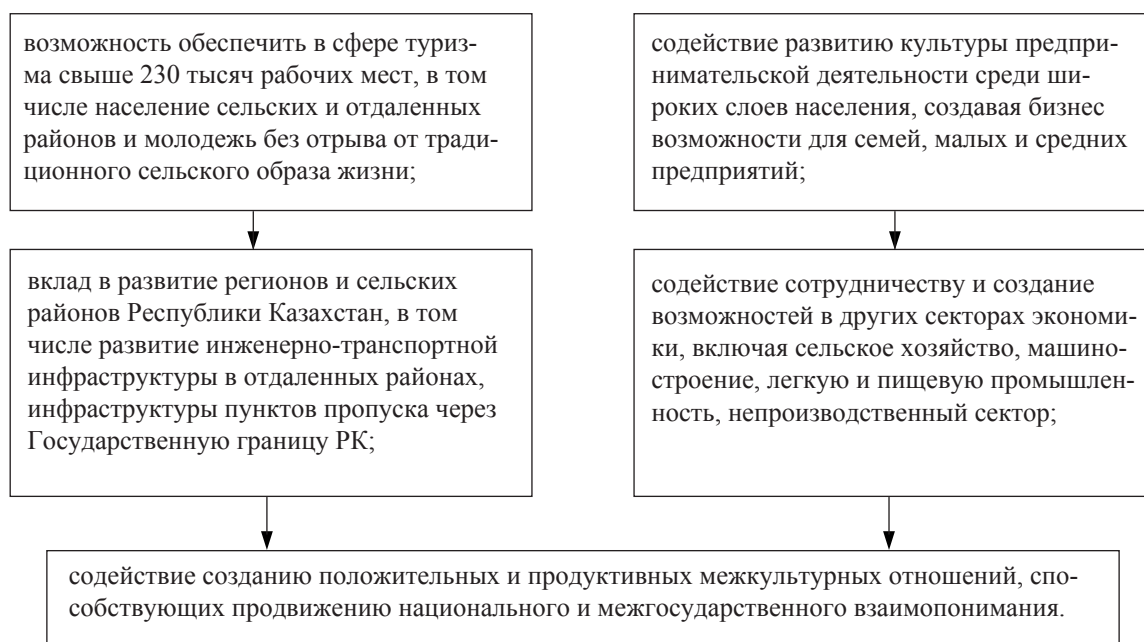 возможность обеспечить в сфере туриз-
ма свыше 230 тысяч рабочих мест, в том
числе население сельских и отдаленных
районов и молодежь без отрыва от тради-
ционного сельского образа жизни;
содействие развитию культуры предпри-
нимательской деятельности среди ши-
роких слоев населения, создавая бизнес
возможности для семей, малых и средних
предприятий;
вклад в развитие регионов и сельских
районов Республики Казахстан, в том
числе развитие инженерно-транспортной
инфраструктуры в отдаленных районах,
инфраструктуры пунктов пропуска через
Государственную границу РК;
содействие сотрудничеству и создание
возможностей в других секторах экономи-
ки, включая сельское хозяйство, машино-
строение, легкую и пищевую промышлен-
ность, непроизводственный сектор;
содействие созданию положительных и продуктивных межкультурных отношений, спо-
собствующих продвижению национального и межгосударственного взаимопонимания.